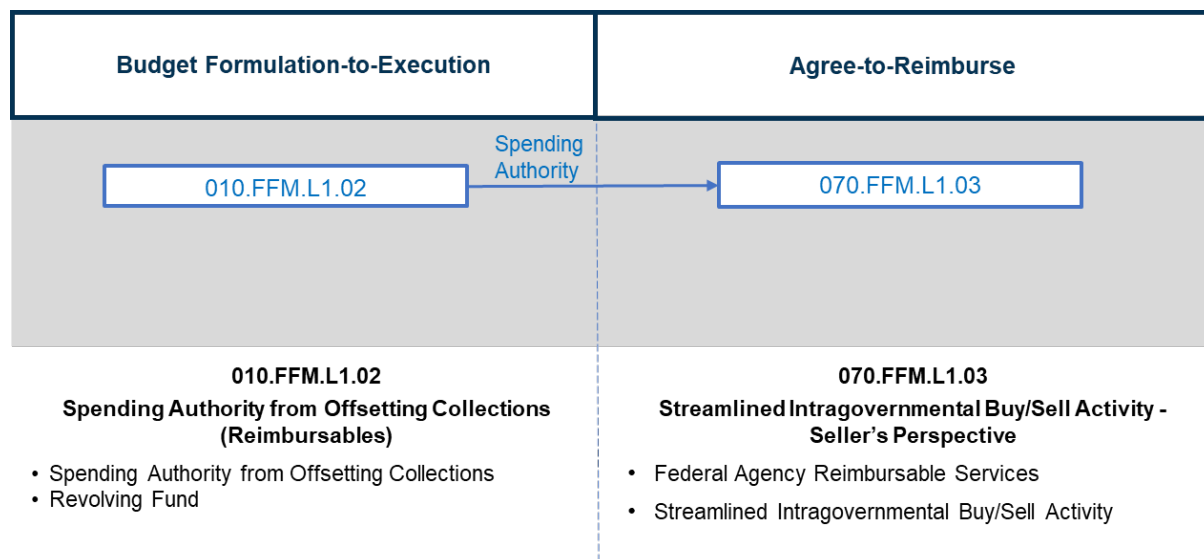 Budget Formulation-to-Execution
Agree-to-Reimburse
Spending
Authority
010.FFM.L1.02
070.FFM.L1.03
010.FFM.L1.02
Spending Authority from Offsetting Collections
(Reimbursables)
• Spending Authority from Offsetting Collections
• Revolving Fund
070.FFM.L1.03
Streamlined Intragovernmental Buy/Sell Activity -
Seller’s Perspective
• Federal Agency Reimbursable Services
• Streamlined Intragovernmental Buy/Sell Activity